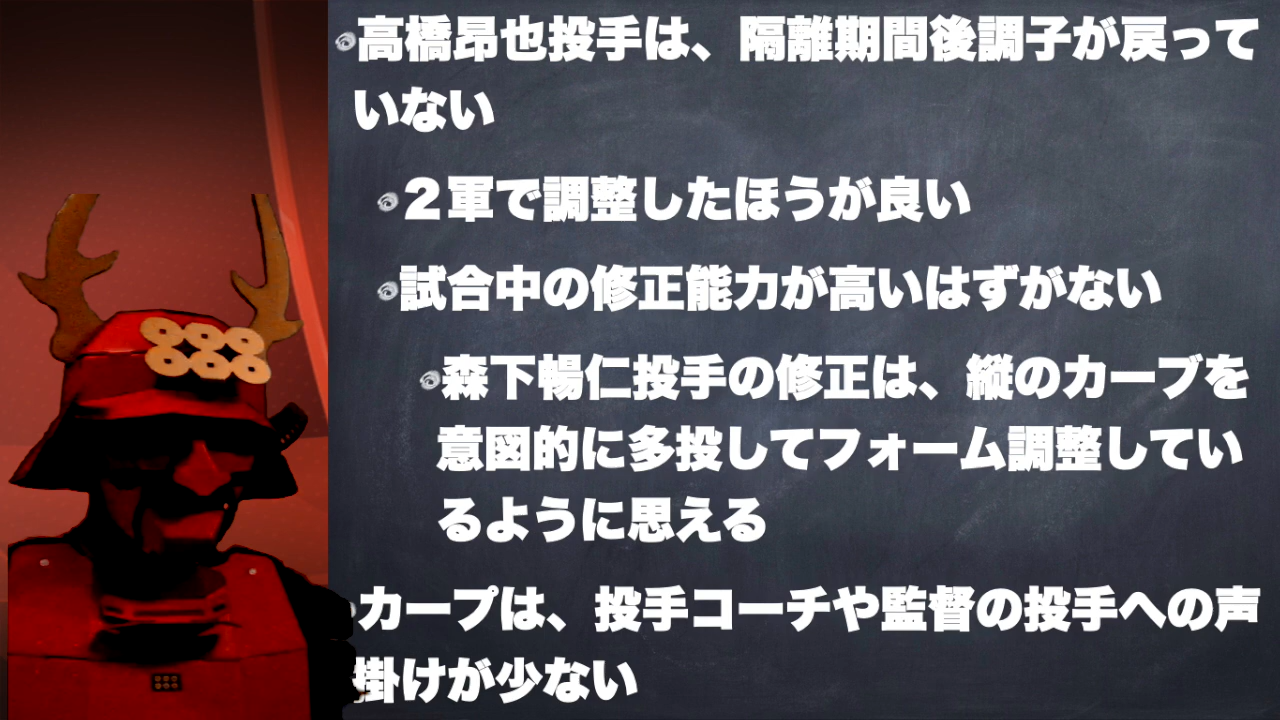 高橋昂也投手は、隔離期間後調子が戻って
いない
２軍で調整したほうが良い
試合中の修正能力が高いはずがない
森下暢仁投手の修正は、縦のカーブを
意図的に多投してフォーム調整してい
るように思える
カープは、投手コーチや監督の投手への声
掛けが少ない